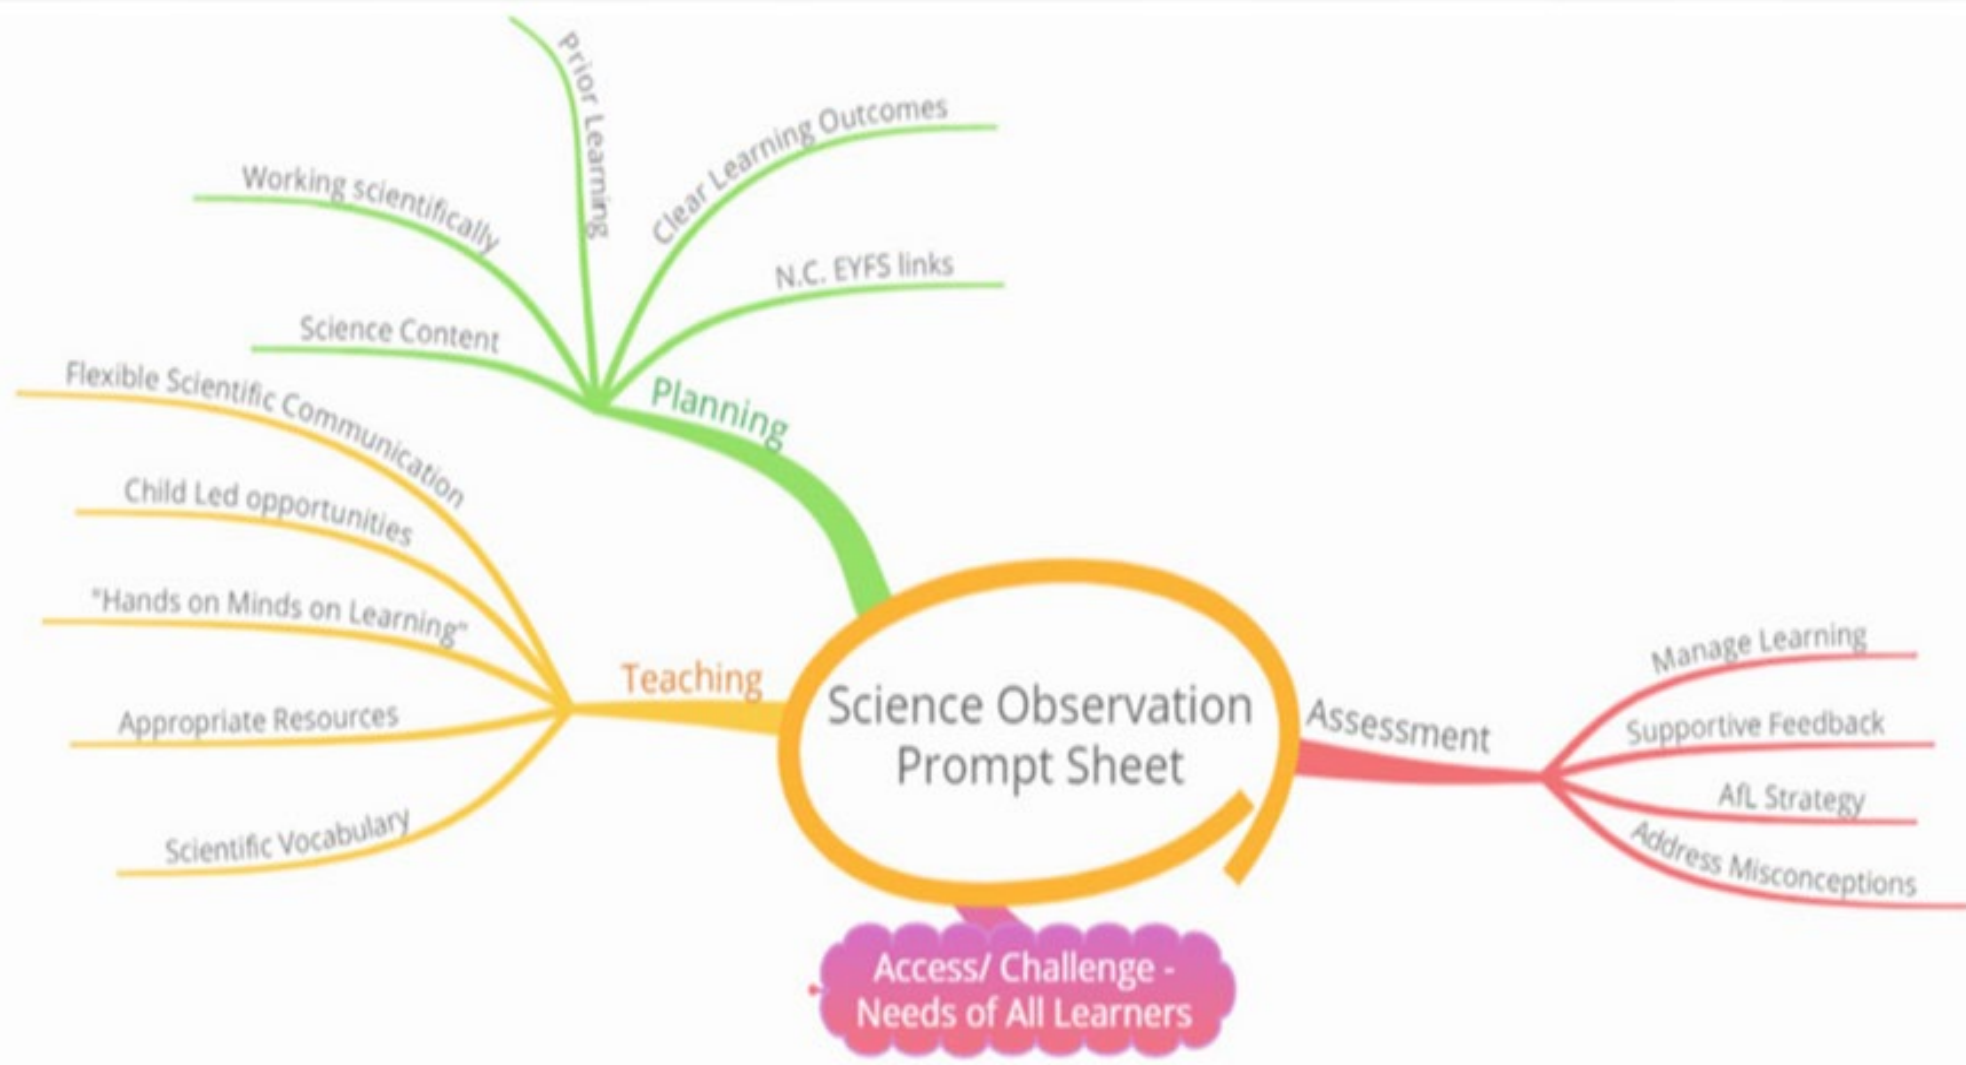 Science Observation
Prompt Sheet
Planning
Science Content
Working scientifically
Prior Learning
Clear Learning Outcomes
N.C. EYFS links
Teaching
Flexible Scientific Communication
Child Led opportunities
"Hands on Minds on Learning"
Appropriate Resources
Scientific Vocabulary
Assessment
Manage Learning
Supportive Feedback
AfL Strategy
Address Misconceptions
Access/ Challenge -
Needs of All Learners